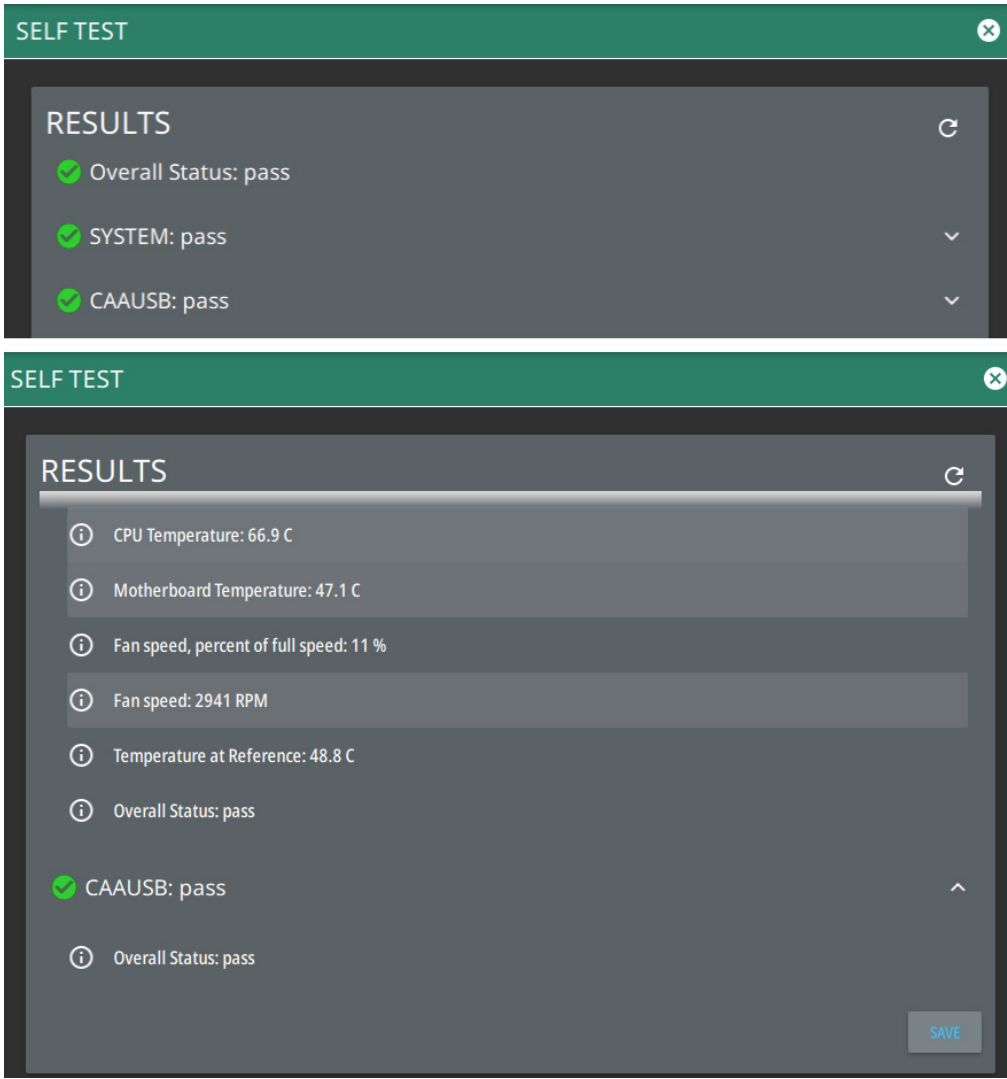 SELF TEST
RESULTS
Overall Status: pass
SYSTEM: pass
CAAUSB: pass
SELF TEST
RESULTS
CPU Temperature: 66.9 C
Motherboard Temperature: 47.1 C
Fan speed, percent of full speed: 11 %
Fan speed: 2941 RPM
Temperature at Reference: 48.8 C
Overall Status: pass
CAAUSB: pass
Overall Status: pass
SAVE